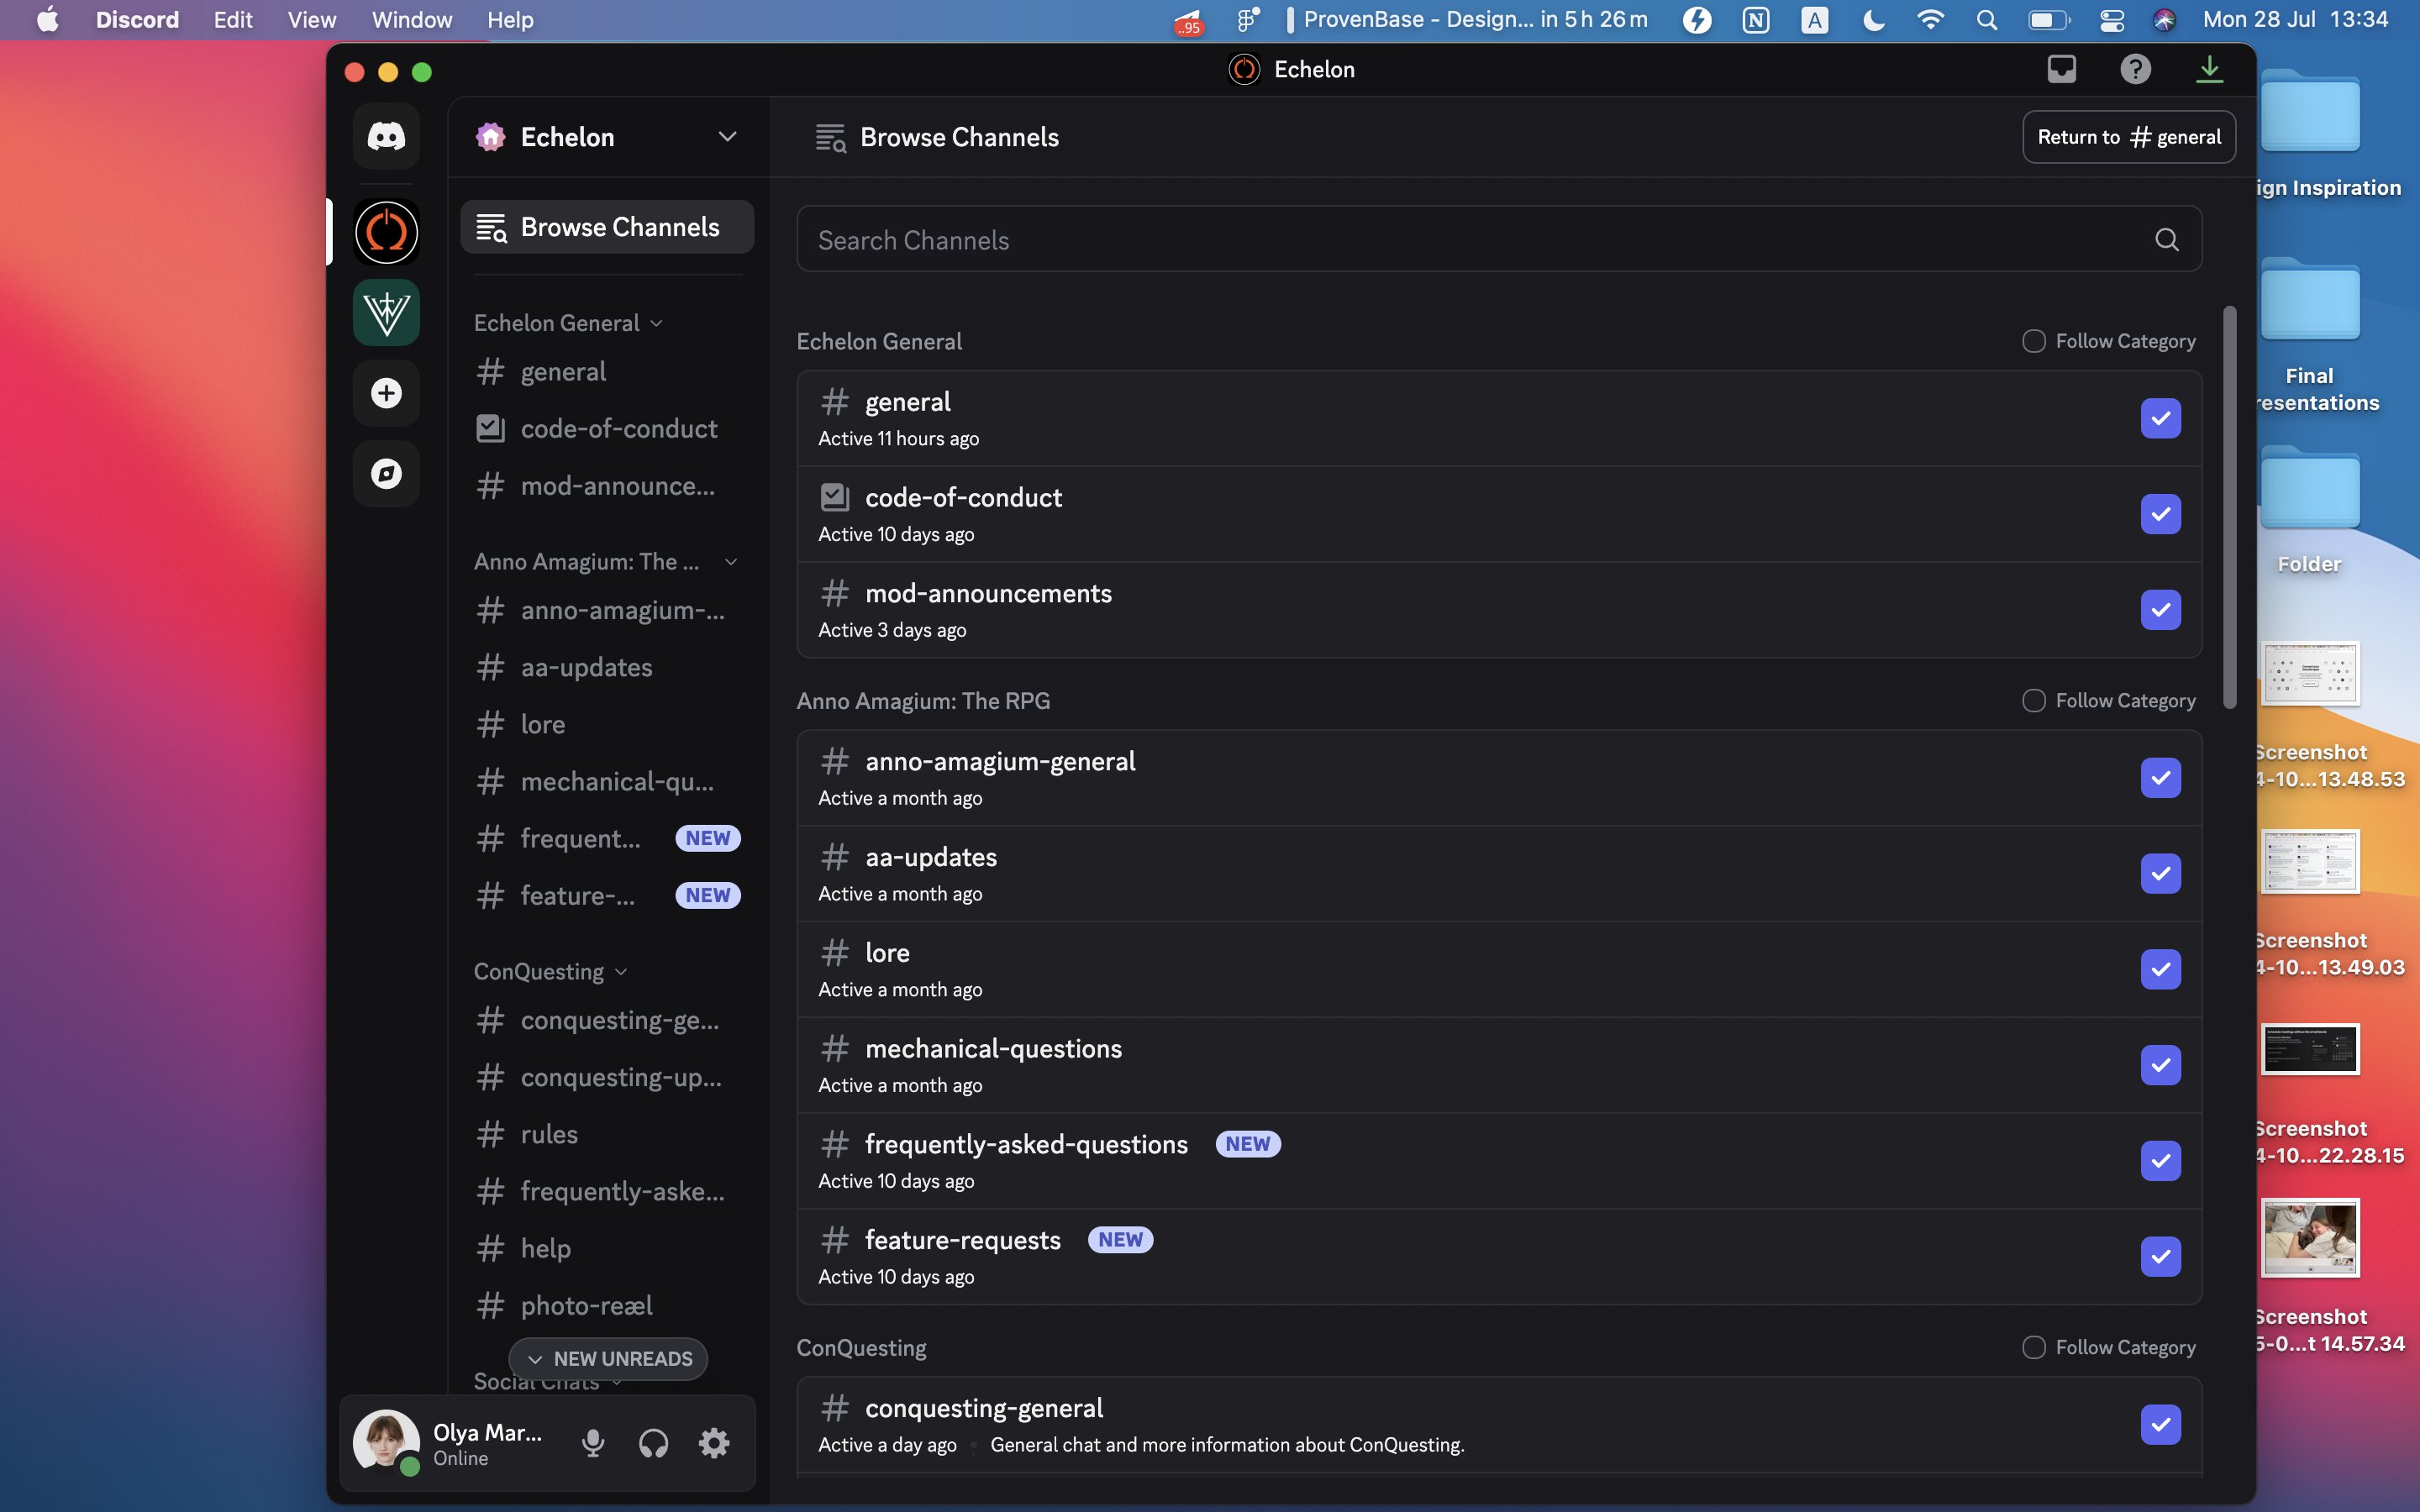 Discord Edit View Window Help
..95
ProvenBase - Design... in 5 h 26 m
N
A
Mon 28 Jul 13:34
Echelon
Echelon
Browse Channels
Return to # general
Browse Channels
Echelon General
general
code-of-conduct
mod-announce...
Anno Amagium: The ...
anno-amagium-...
aa-updates
lore
mechanical-qu...
frequent... NEW
feature-... NEW
ConQuesting
conquesting-ge...
conquesting-up...
rules
frequently-aske...
help
photo-reæl
NEW UNREADS
Social Chats
Olya Mar...
Online
Search Channels
Echelon General
Follow Category
general
Active 11 hours ago
code-of-conduct
Active 10 days ago
mod-announcements
Active 3 days ago
Anno Amagium: The RPG
Follow Category
anno-amagium-general
Active a month ago
aa-updates
Active a month ago
lore
Active a month ago
mechanical-questions
Active a month ago
frequently-asked-questions NEW
Active 10 days ago
feature-requests NEW
Active 10 days ago
ConQuesting
Follow Category
conquesting-general
Active a day ago • General chat and more information about ConQuesting.
ign Inspiration
Final
resentations
Folder
Screenshot
4-10...13.48.53
Screenshot
4-10...13.49.03
Screenshot
4-10...22.28.15
Screenshot
5-0...t 14.57.34